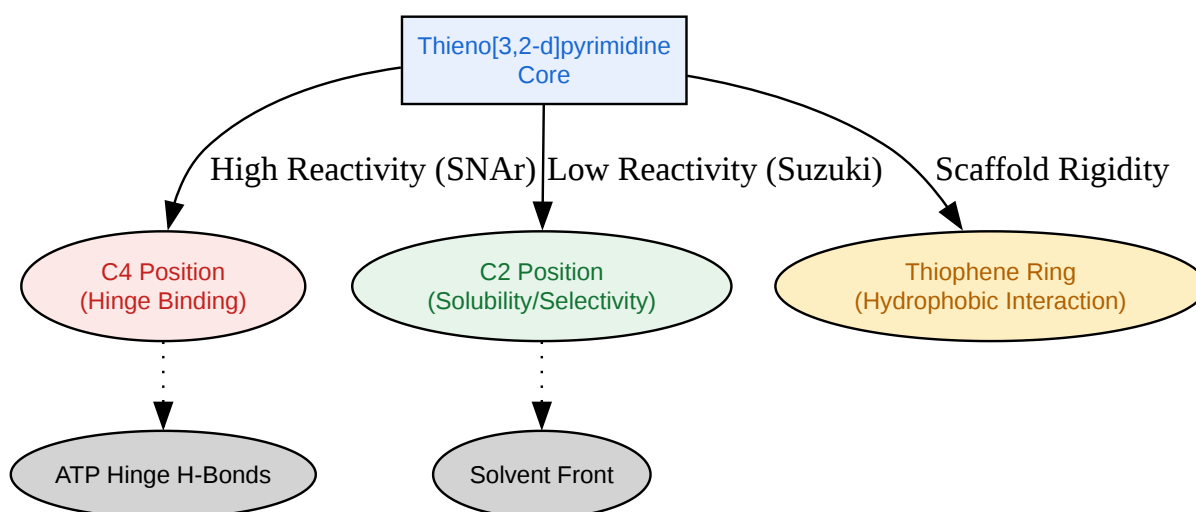 Thieno[3,2-d]pyrimidine
Core
High Reactivity (SNAr)
Low Reactivity (Suzuki)
Scaffold Rigidity
C4 Position
(Hinge Binding)
C2 Position
(Solubility/Selectivity)
Thiophene Ring
(Hydrophobic Interaction)
ATP Hinge H-Bonds
Solvent Front